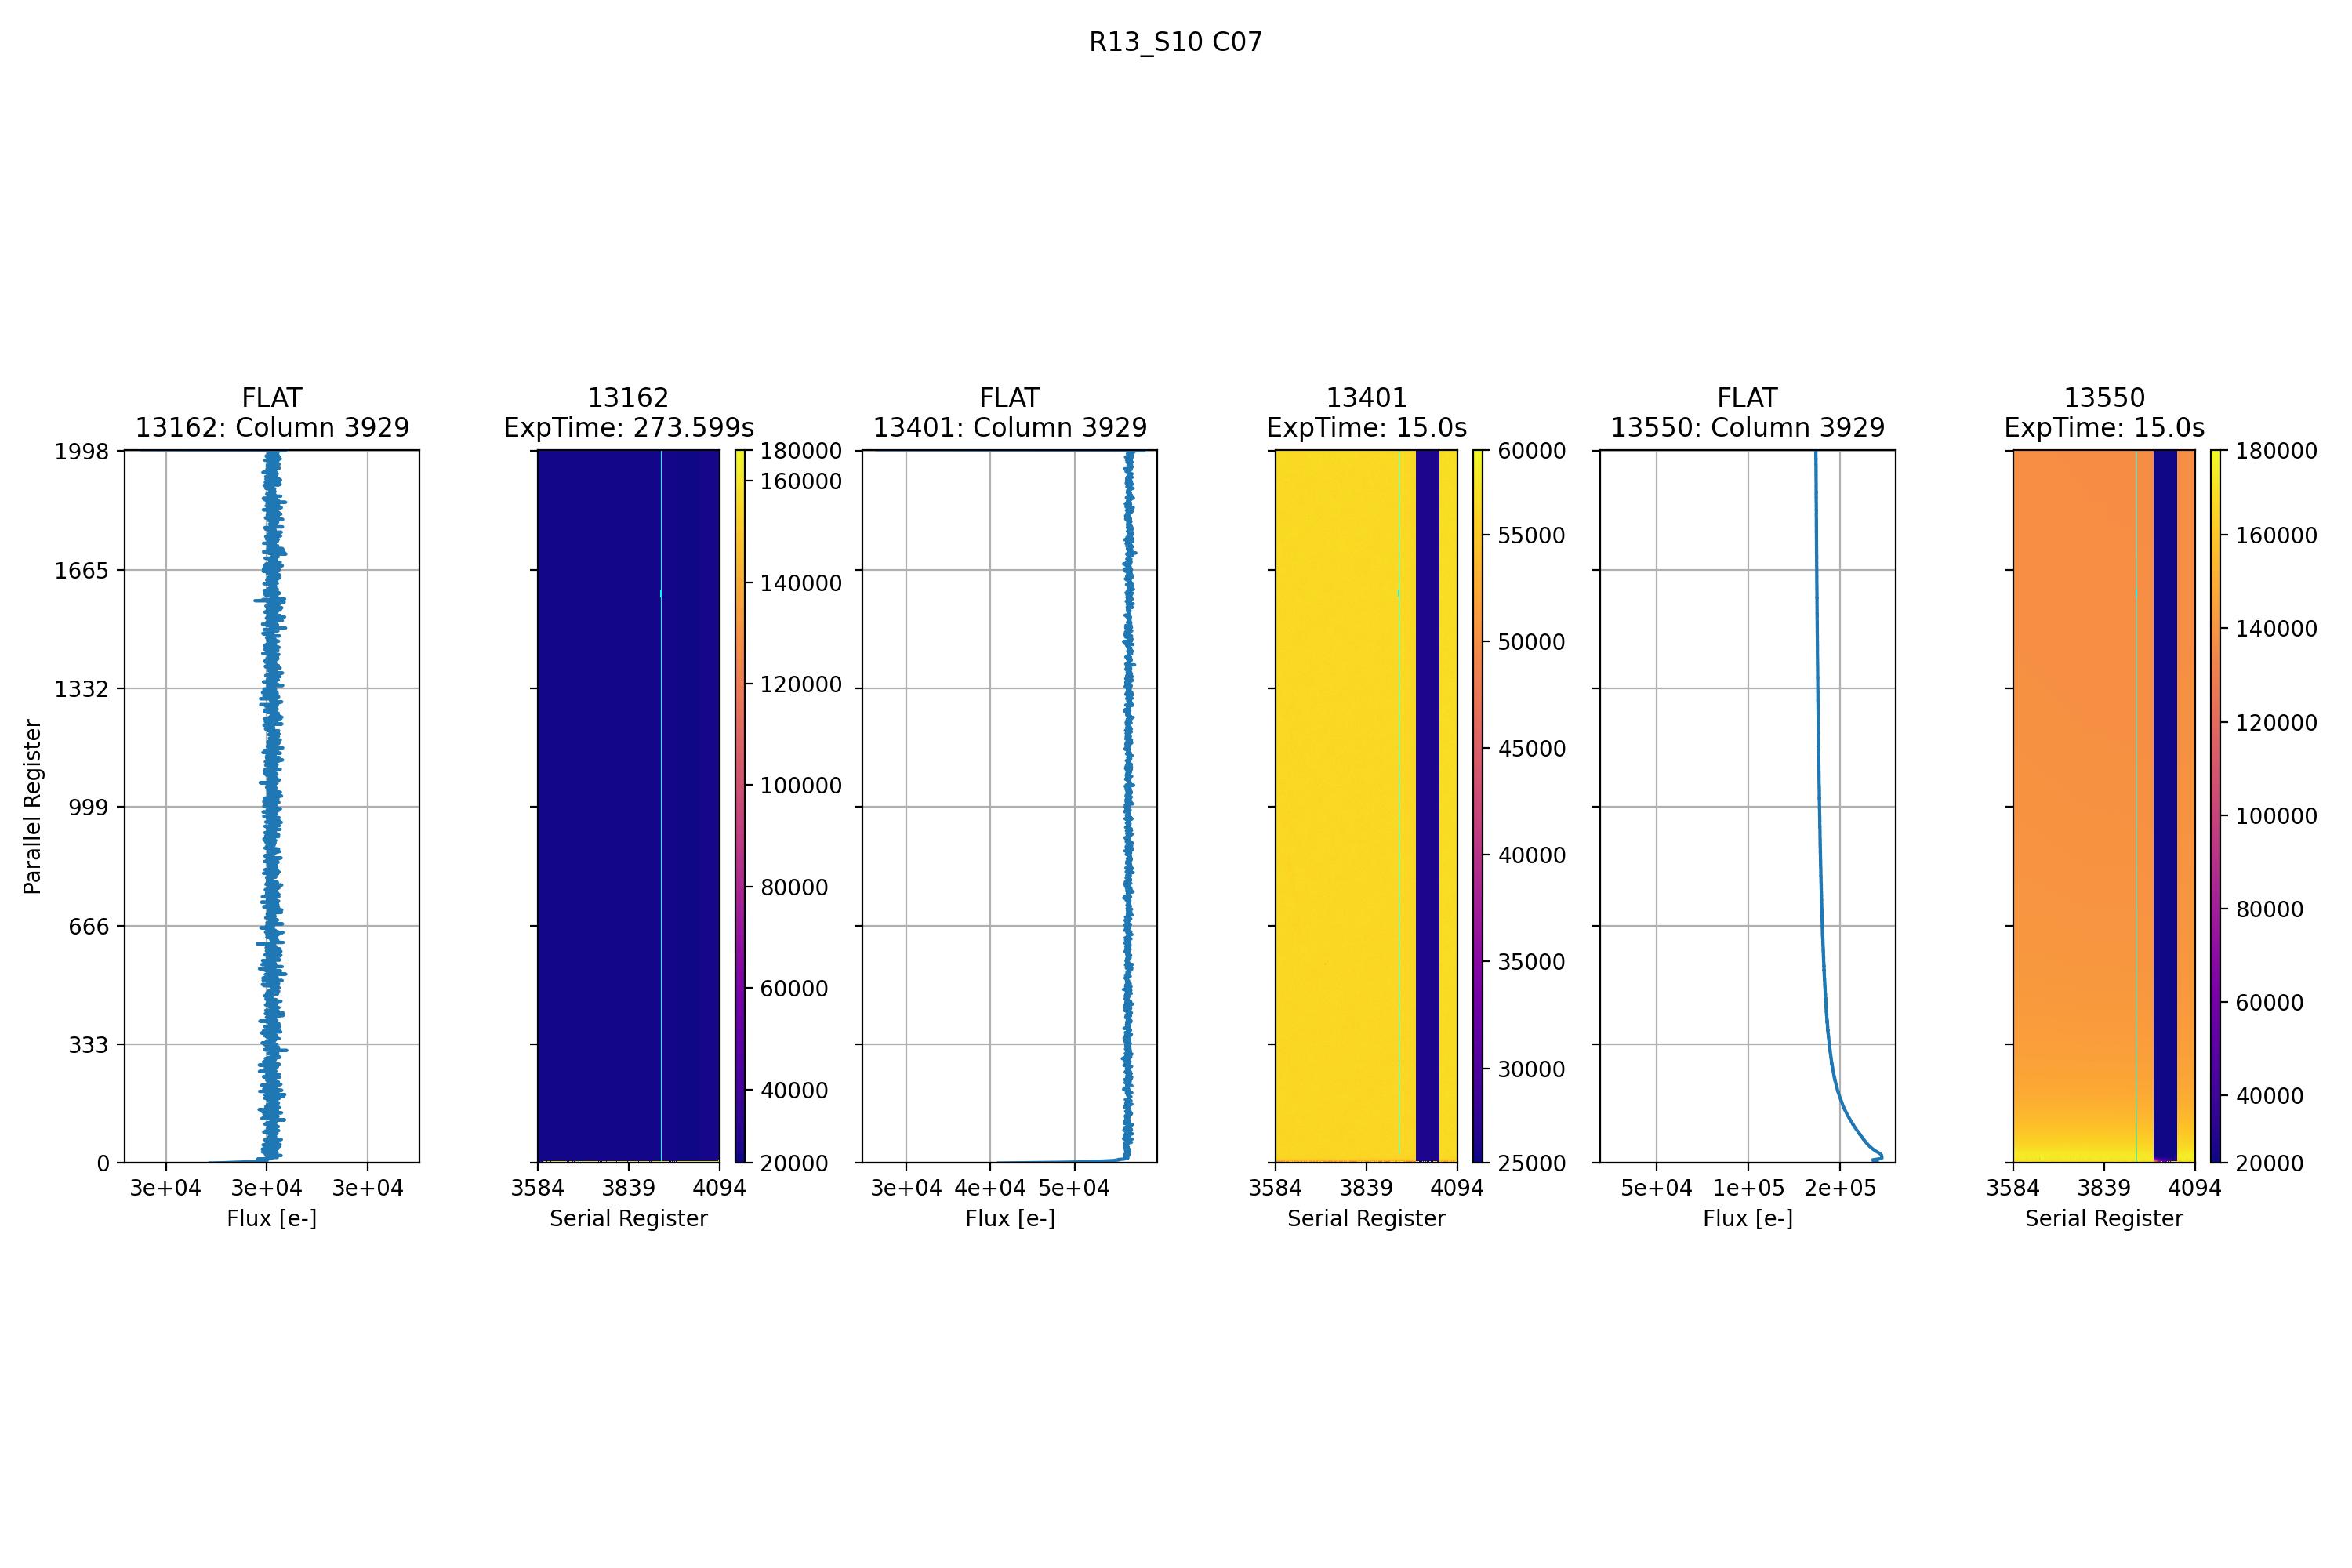 R13_S10 C07
FLAT
13162: Column 3929
1998
1665
1332
999
666
333
0
Parallel Register
3e+04 3e+04 3e+04
Flux [e-]
13162
ExpTime: 273.599s
180000
160000
140000
120000
100000
80000
60000
40000
20000
3584 3839 4094
Serial Register
FLAT
13401: Column 3929
3e+04 4e+04 5e+04
Flux [e-]
13401
ExpTime: 15.0s
60000
55000
50000
45000
40000
35000
30000
25000
3584 3839 4094
Serial Register
FLAT
13550: Column 3929
5e+04 1e+05 2e+05
Flux [e-]
13550
ExpTime: 15.0s
180000
160000
140000
120000
100000
80000
60000
40000
20000
3584 3839 4094
Serial Register